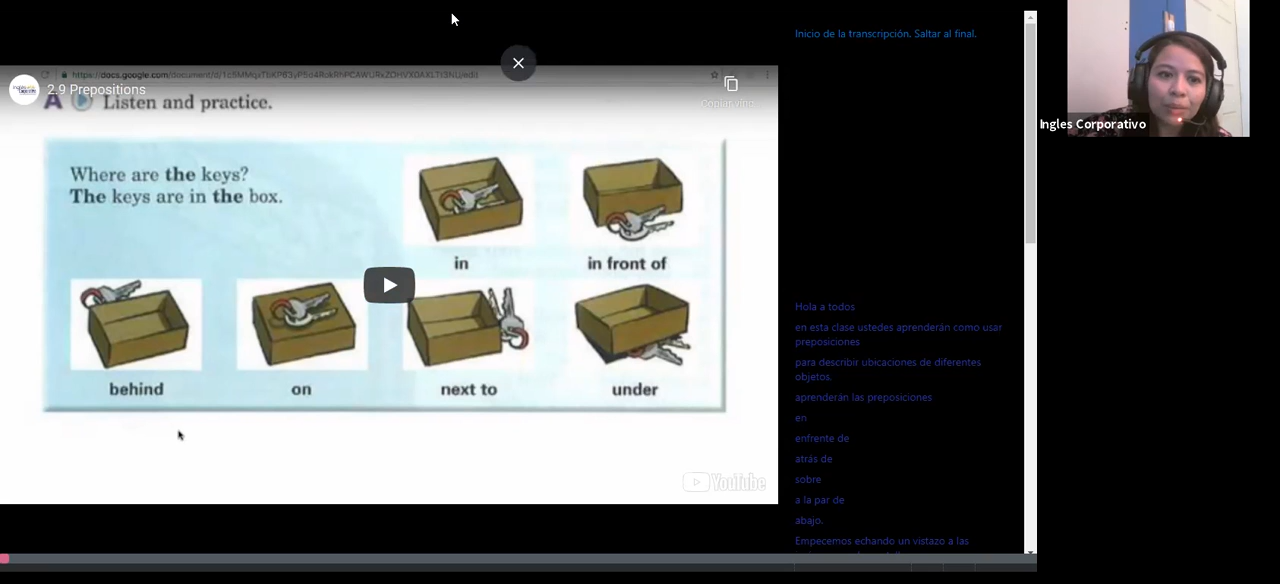 Inicio de la transcripción. Saltar al final.
2.9 Prepositions
A Listen and practice.
Where are the keys?
The keys are in the box.
in
in front of
behind
on
next to
under
YouTube
Hola a todos
en esta clase ustedes aprenderán como usar
preposiciones
para describir ubicaciones de diferentes
objetos.
aprenderán las preposiciones
en
enfrente de
atrás de
sobre
a la par de
abajo.
Empecemos echando un vistazo a las
Ingles Corporativo